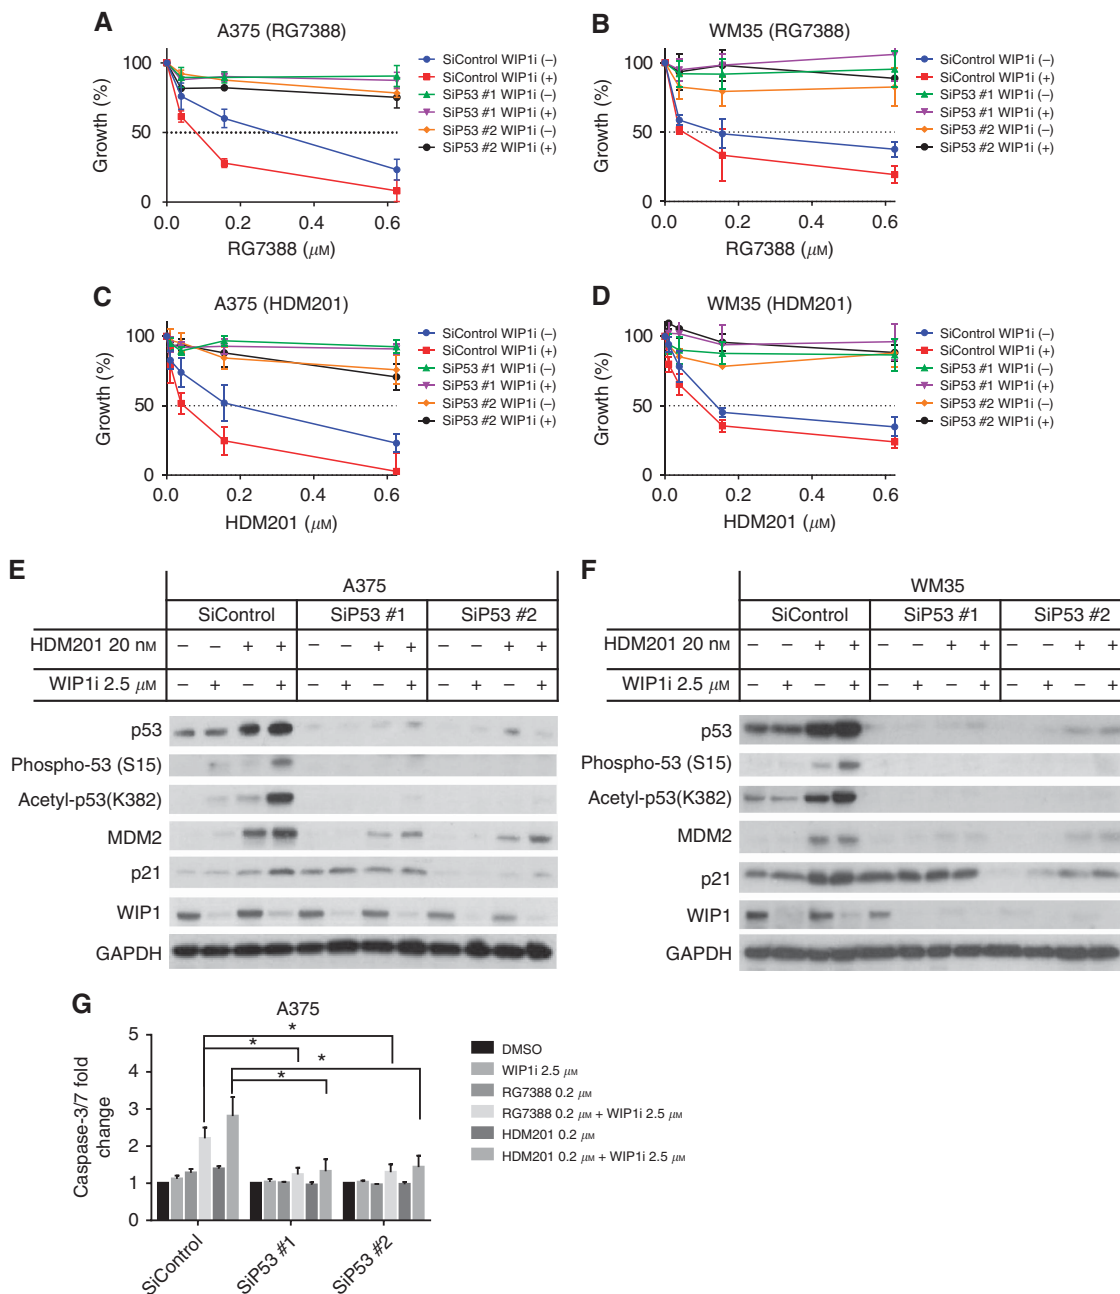 A
A375 (RG7388)
100
50
0
Growth (%)
0.0 0.2 0.4 0.6
RG7388 (μM)
SiControl WIP1i (–)
SiControl WIP1i (+)
SiP53 #1 WIP1i (–)
SiP53 #1 WIP1i (+)
SiP53 #2 WIP1i (–)
SiP53 #2 WIP1i (+)
B
WM35 (RG7388)
100
50
0
Growth (%)
0.0 0.2 0.4 0.6
RG7388 (μM)
SiControl WIP1i (–)
SiControl WIP1i (+)
SiP53 #1 WIP1i (–)
SiP53 #1 WIP1i (+)
SiP53 #2 WIP1i (–)
SiP53 #2 WIP1i (+)
C
A375 (HDM201)
100
50
0
Growth (%)
0.0 0.2 0.4 0.6
HDM201 (μM)
SiControl WIP1i (–)
SiControl WIP1i (+)
SiP53 #1 WIP1i (–)
SiP53 #1 WIP1i (+)
SiP53 #2 WIP1i (–)
SiP53 #2 WIP1i (+)
D
WM35 (HDM201)
100
50
0
Growth (%)
0.0 0.2 0.4 0.6
HDM201 (μM)
SiControl WIP1i (–)
SiControl WIP1i (+)
SiP53 #1 WIP1i (–)
SiP53 #1 WIP1i (+)
SiP53 #2 WIP1i (–)
SiP53 #2 WIP1i (+)
E
A375
SiControl SiP53 #1 SiP53 #2
HDM201 20 nM – – + + – – + + – – + +
WIP1i 2.5 μM – + – + – + – + – + – +
p53
Phospho-53 (S15)
Acetyl-p53(K382)
MDM2
p21
WIP1
GAPDH
F
WM35
SiControl SiP53 #1 SiP53 #2
HDM201 20 nM – – + + – – + + – – + +
WIP1i 2.5 μM – + – + – + – + – + – +
p53
Phospho-53 (S15)
Acetyl-p53(K382)
MDM2
p21
WIP1
GAPDH
G
A375
5
4
3
2
1
0
Caspase-3/7 fold
change
*
*
*
*
SiControl
SiP53 #1
SiP53 #2
DMSO
WIP1i 2.5 μM
RG7388 0.2 μM
RG7388 0.2 μM + WIP1i 2.5 μM
HDM201 0.2 μM
HDM201 0.2 μM + WIP1i 2.5 μM